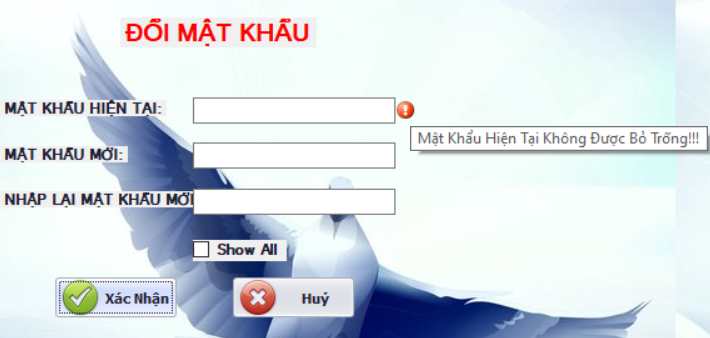 ĐỔI MẬT KHẨU
MẬT KHẨU HIỆN TẠI:
Mật Khẩu Hiện Tại Không Được Bỏ Trống!!!
MẬT KHẨU MỚI:
NHẬP LẠI MẬT KHẨU MỚI
Show All
Xác Nhận
Huỷ